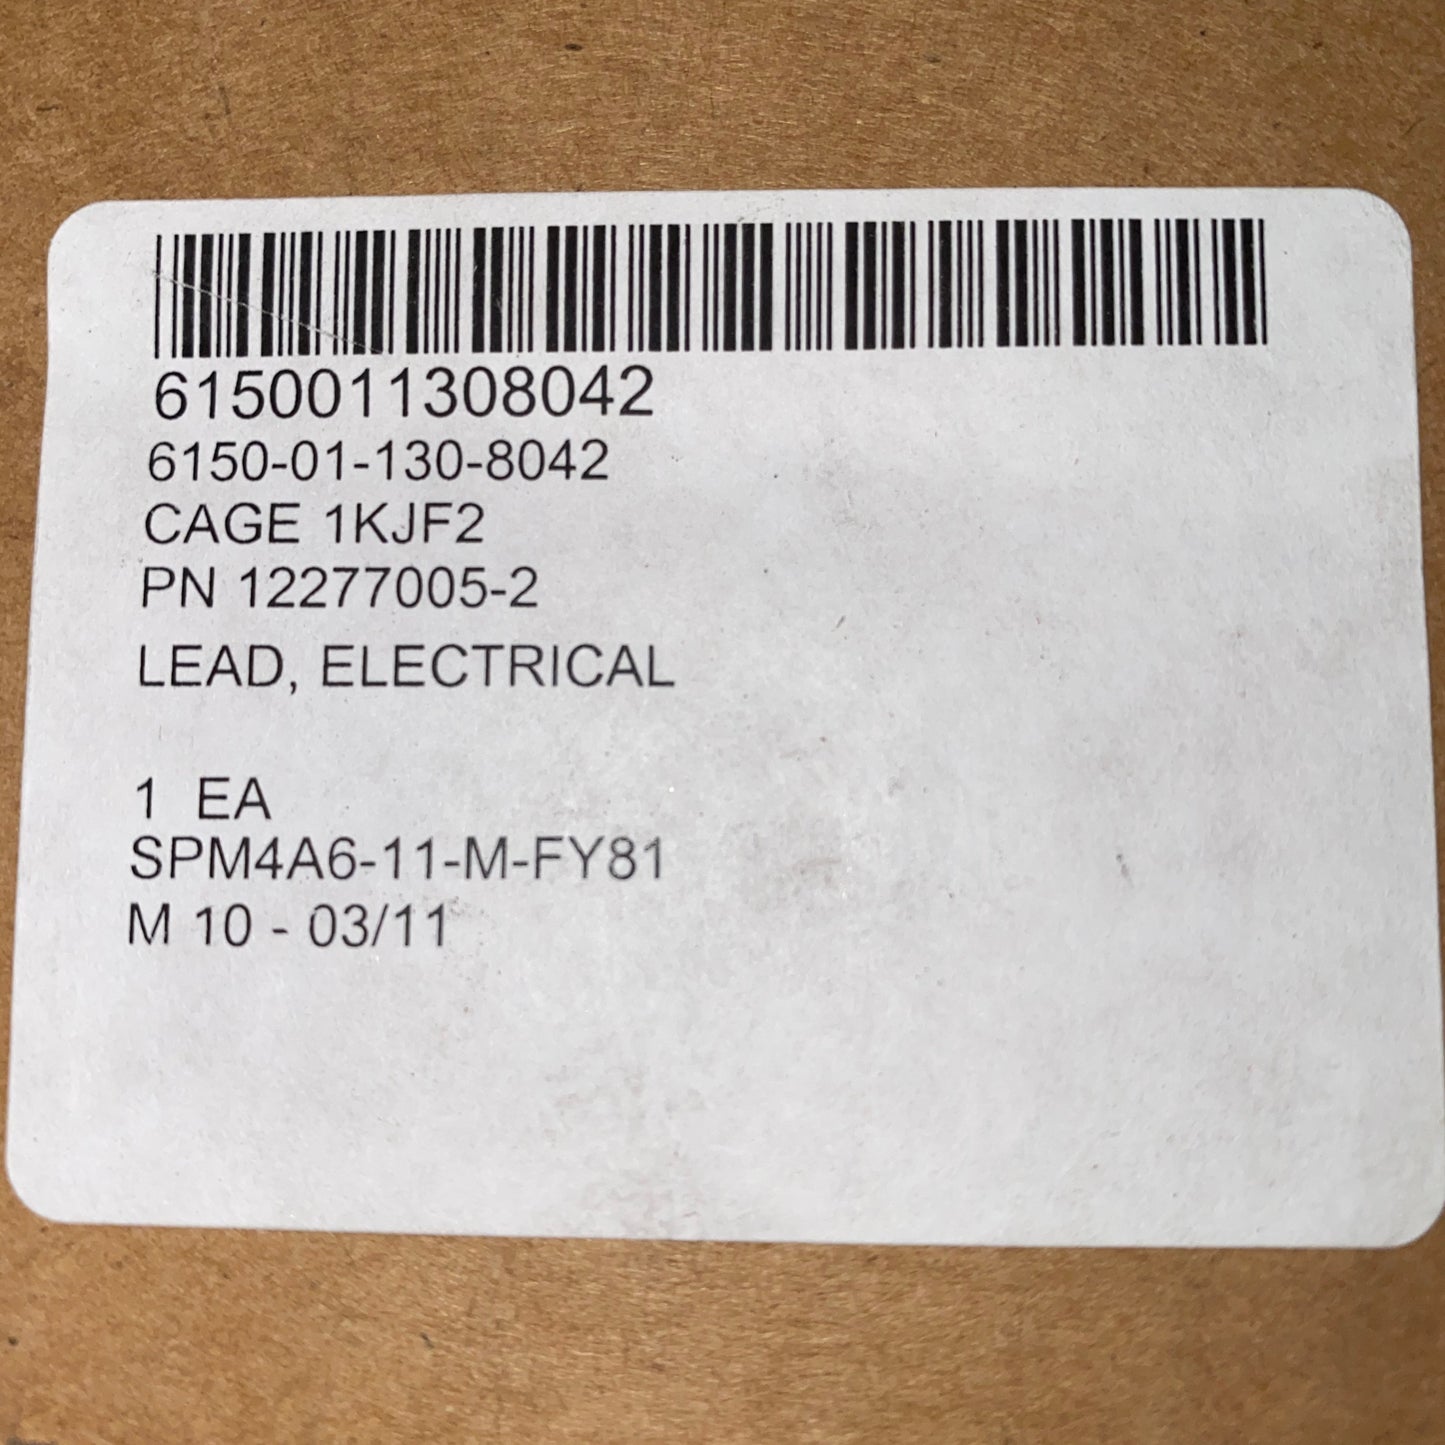 6150011308042
6150-01-130-8042
CAGE 1KJF2
PN 12277005-2
LEAD, ELECTRICAL
1 EA
SPM4A6-11-M-FY81
M 10 - 03/11